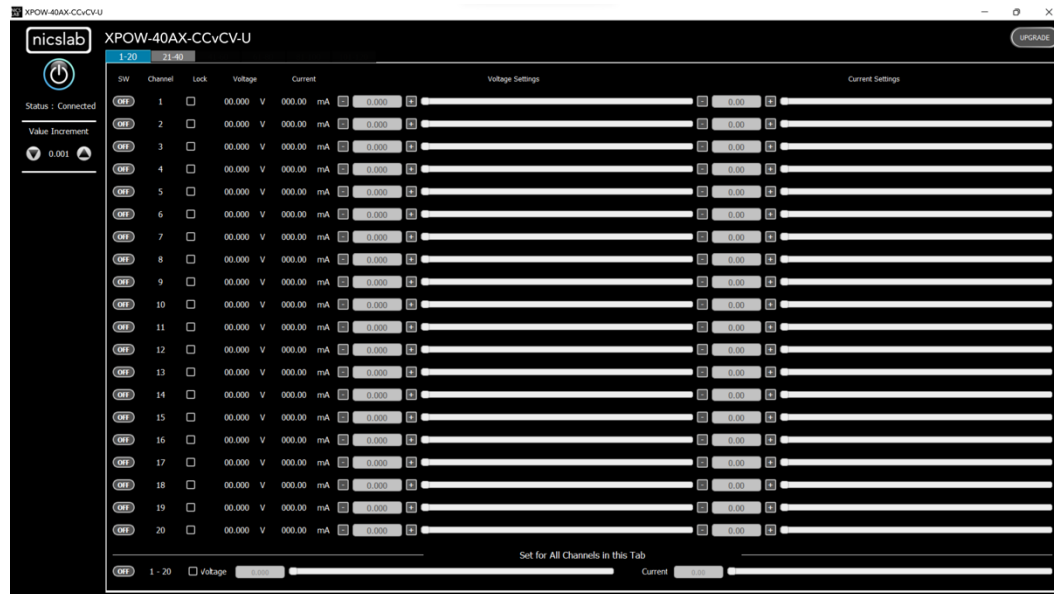 XPOW-40AX-CCvCV-U
nicslab XPOW-40AX-CCvCV-U UPGRADE
1-20 21-40
SW Channel Lock Voltage Current Voltage Settings Current Settings
Status : Connected
Value Increment
0.001
OFF 1 00.000 V 000.00 mA - 0.000 + - 0.00 +
OFF 2 00.000 V 000.00 mA - 0.000 + - 0.00 +
OFF 3 00.000 V 000.00 mA - 0.000 + - 0.00 +
OFF 4 00.000 V 000.00 mA - 0.000 + - 0.00 +
OFF 5 00.000 V 000.00 mA - 0.000 + - 0.00 +
OFF 6 00.000 V 000.00 mA - 0.000 + - 0.00 +
OFF 7 00.000 V 000.00 mA - 0.000 + - 0.00 +
OFF 8 00.000 V 000.00 mA - 0.000 + - 0.00 +
OFF 9 00.000 V 000.00 mA - 0.000 + - 0.00 +
OFF 10 00.000 V 000.00 mA - 0.000 + - 0.00 +
OFF 11 00.000 V 000.00 mA - 0.000 + - 0.00 +
OFF 12 00.000 V 000.00 mA - 0.000 + - 0.00 +
OFF 13 00.000 V 000.00 mA - 0.000 + - 0.00 +
OFF 14 00.000 V 000.00 mA - 0.000 + - 0.00 +
OFF 15 00.000 V 000.00 mA - 0.000 + - 0.00 +
OFF 16 00.000 V 000.00 mA - 0.000 + - 0.00 +
OFF 17 00.000 V 000.00 mA - 0.000 + - 0.00 +
OFF 18 00.000 V 000.00 mA - 0.000 + - 0.00 +
OFF 19 00.000 V 000.00 mA - 0.000 + - 0.00 +
OFF 20 00.000 V 000.00 mA - 0.000 + - 0.00 +
Set for All Channels in this Tab
OFF 1 - 20 Voltage 0.000 Current 0.00